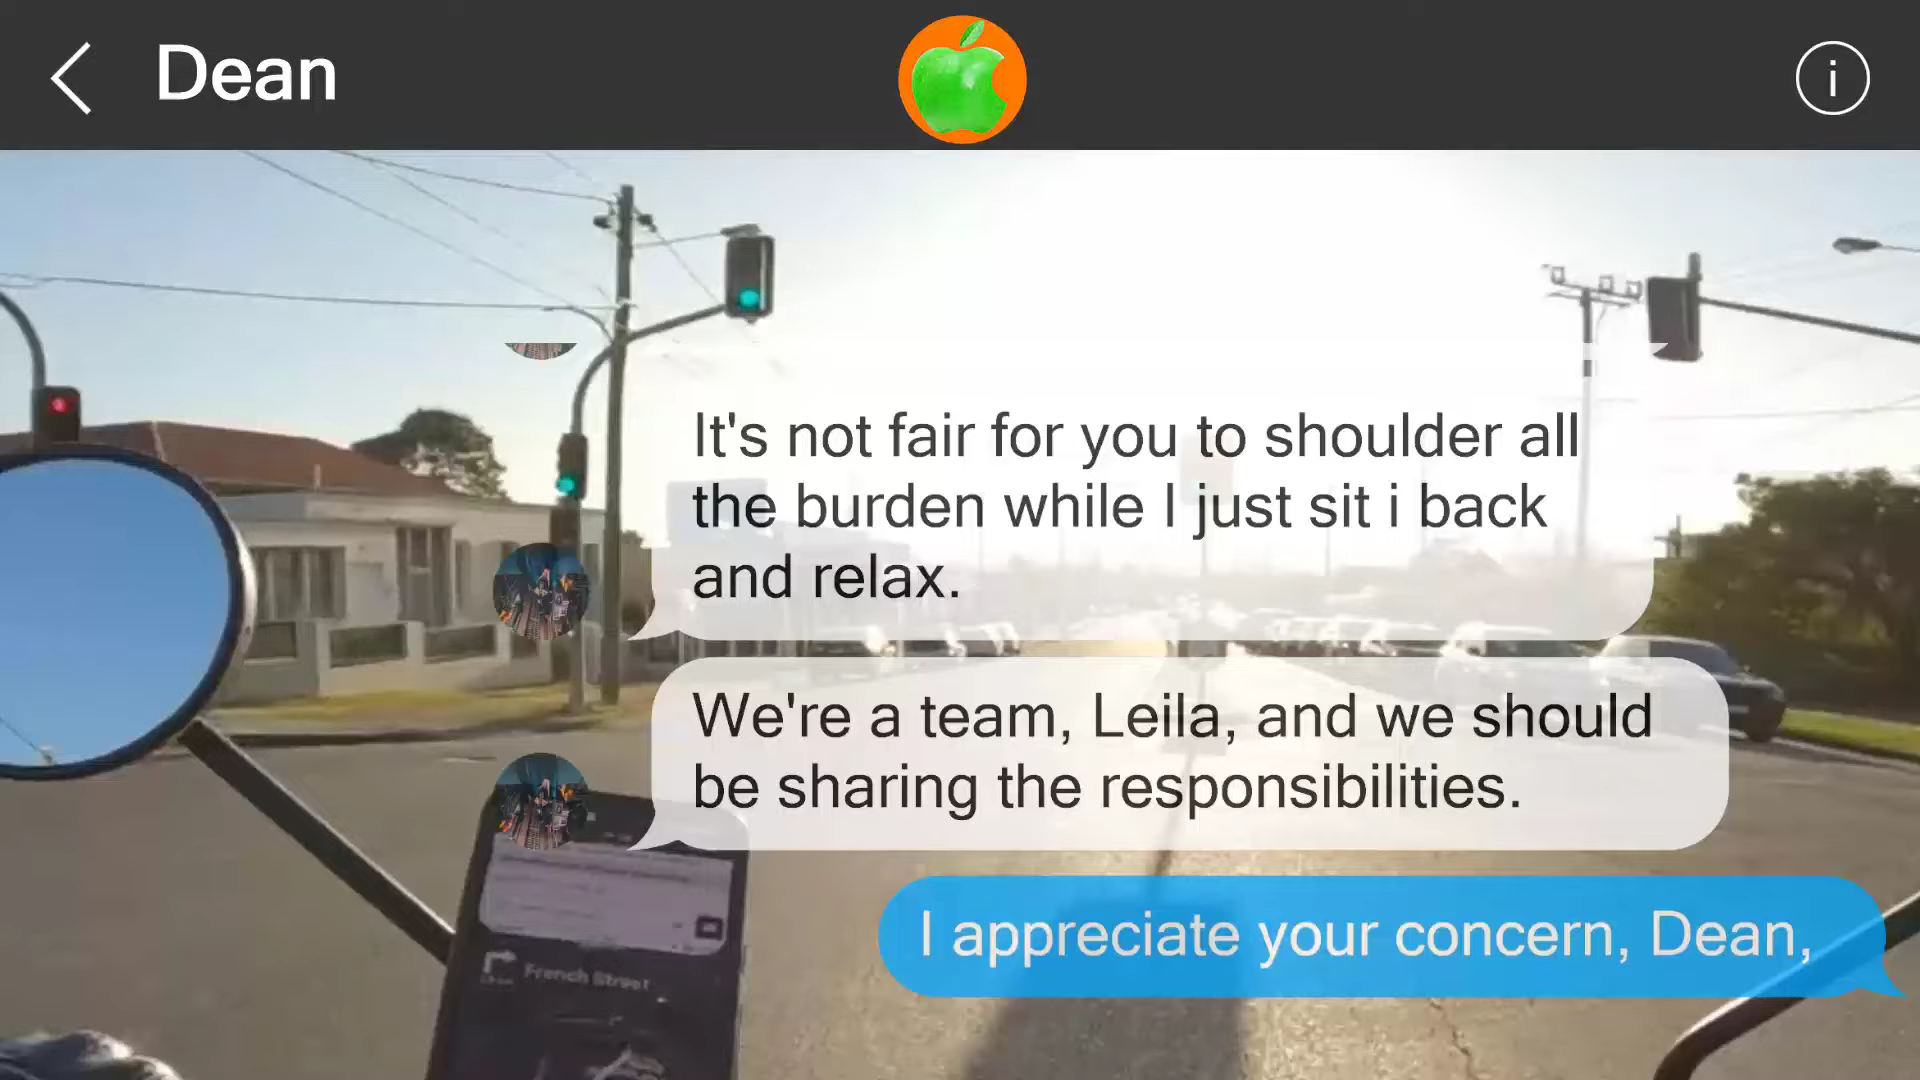 Dean
i
It's not fair for you to shoulder all
the burden while I just sit i back
and relax.
We're a team, Leila, and we should
be sharing the responsibilities.
I appreciate your concern, Dean,
French Street